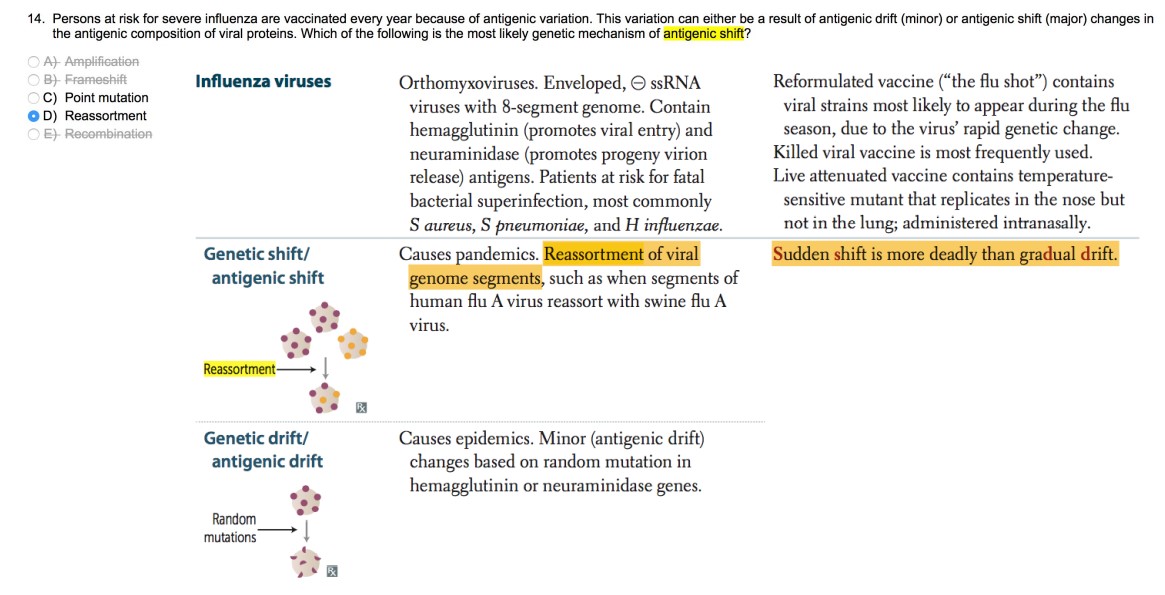 14. Persons at risk for severe influenza are vaccinated every year because of antigenic variation. This variation can either be a result of antigenic drift (minor) or antigenic shift (major) changes in
the antigenic composition of viral proteins. Which of the following is the most likely genetic mechanism of antigenic shift?
A) Amplification
B) Frameshift
C) Point mutation
D) Reassortment
E) Recombination
Influenza viruses
Orthomyxoviruses. Enveloped, ⊖ ssRNA
viruses with 8-segment genome. Contain
hemagglutinin (promotes viral entry) and
neuraminidase (promotes progeny virion
release) antigens. Patients at risk for fatal
bacterial superinfection, most commonly
S aureus, S pneumoniae, and H influenzae.
Reformulated vaccine (“the flu shot”) contains
viral strains most likely to appear during the flu
season, due to the virus’ rapid genetic change.
Killed viral vaccine is most frequently used.
Live attenuated vaccine contains temperature-
sensitive mutant that replicates in the nose but
not in the lung; administered intranasally.
Genetic shift/
antigenic shift
Causes pandemics. Reassortment of viral
genome segments, such as when segments of
human flu A virus reassort with swine flu A
virus.
Sudden shift is more deadly than gradual drift.
Reassortment
℞
Genetic drift/
antigenic drift
Causes epidemics. Minor (antigenic drift)
changes based on random mutation in
hemagglutinin or neuraminidase genes.
Random
mutations
℞